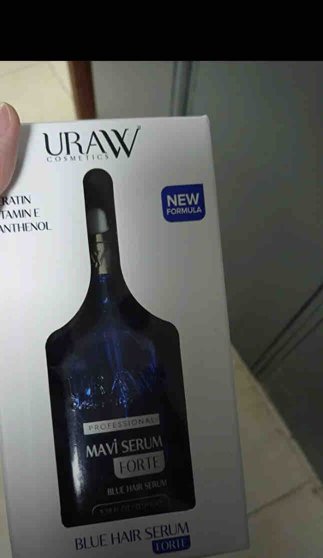 URAW
COSMETICS
RATIN
TAMIN E
ANTHENOL
NEW
FORMULA
URAW
PROFESSIONAL
MAVİ SERUM
FORTE
BLUE HAIR SERUM
BLUE HAIR SERUM
FORTE